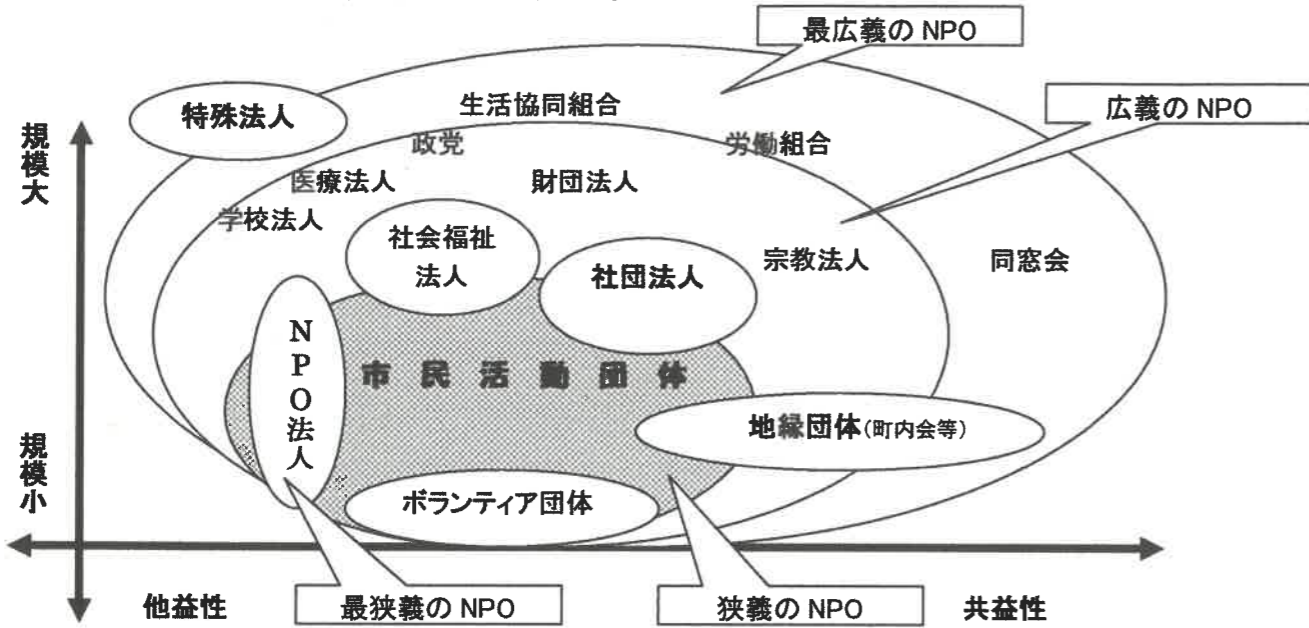 最広義の NPO
広義の NPO
特殊法人
生活協同組合
規模大
政党
労働組合
医療法人
財団法人
学校法人
社会福祉
法人
社団法人
宗教法人
同窓会
NPO法人
市民活動団体
地縁団体(町内会等)
規模小
ボランティア団体
他益性
最狭義の NPO
狭義の NPO
共益性